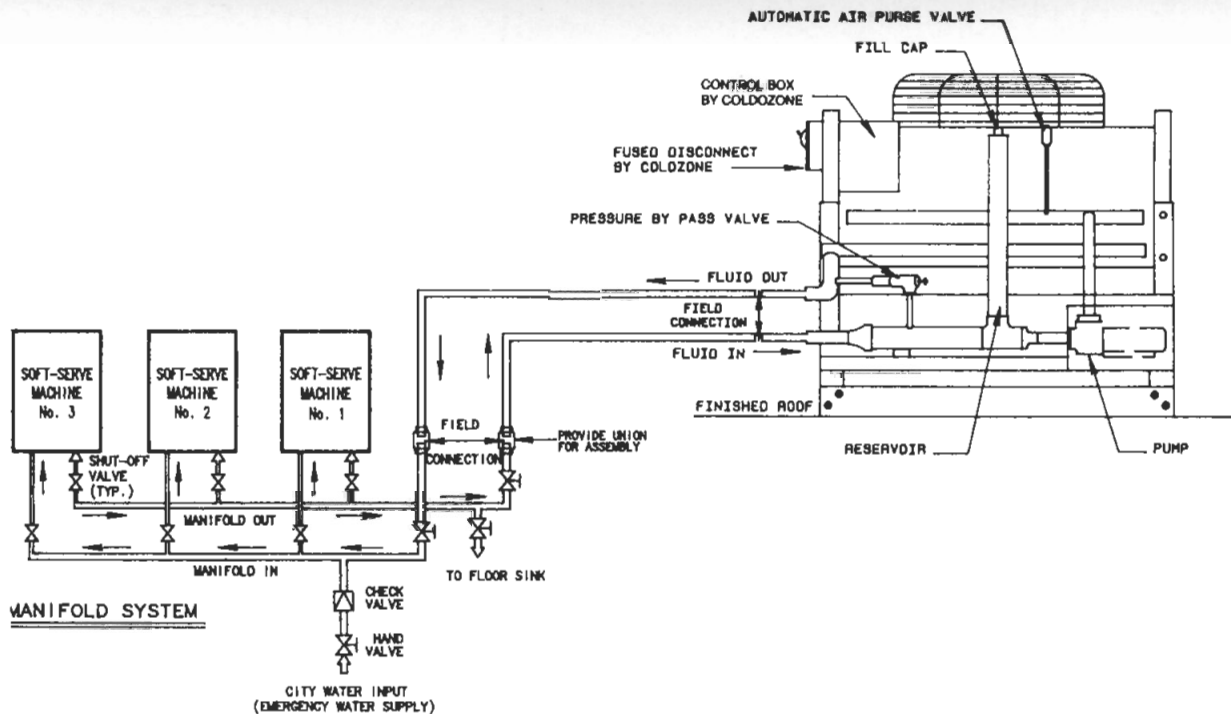 AUTOMATIC AIR PURGE VALVE
FILL CAP
CONTROL BOX
BY COLDOZONE
FUSED DISCONNECT
BY COLDZONE
PRESSURE BY PASS VALVE
FLUID OUT
FIELD
CONNECTION
FLUID IN
FINISHED ROOF
RESERVOIR
PUMP
SOFT-SERVE
MACHINE
No. 3
SOFT-SERVE
MACHINE
No. 2
SOFT-SERVE
MACHINE
No. 1
FIELD
CONNECTION
PROVIDE UNION
FOR ASSEMBLY
SHUT-OFF
VALVE
(TYP.)
MANIFOLD OUT
MANIFOLD IN
TO FLOOR SINK
MANIFOLD SYSTEM
CHECK
VALVE
HAND
VALVE
CITY WATER INPUT
(EMERGENCY WATER SUPPLY)